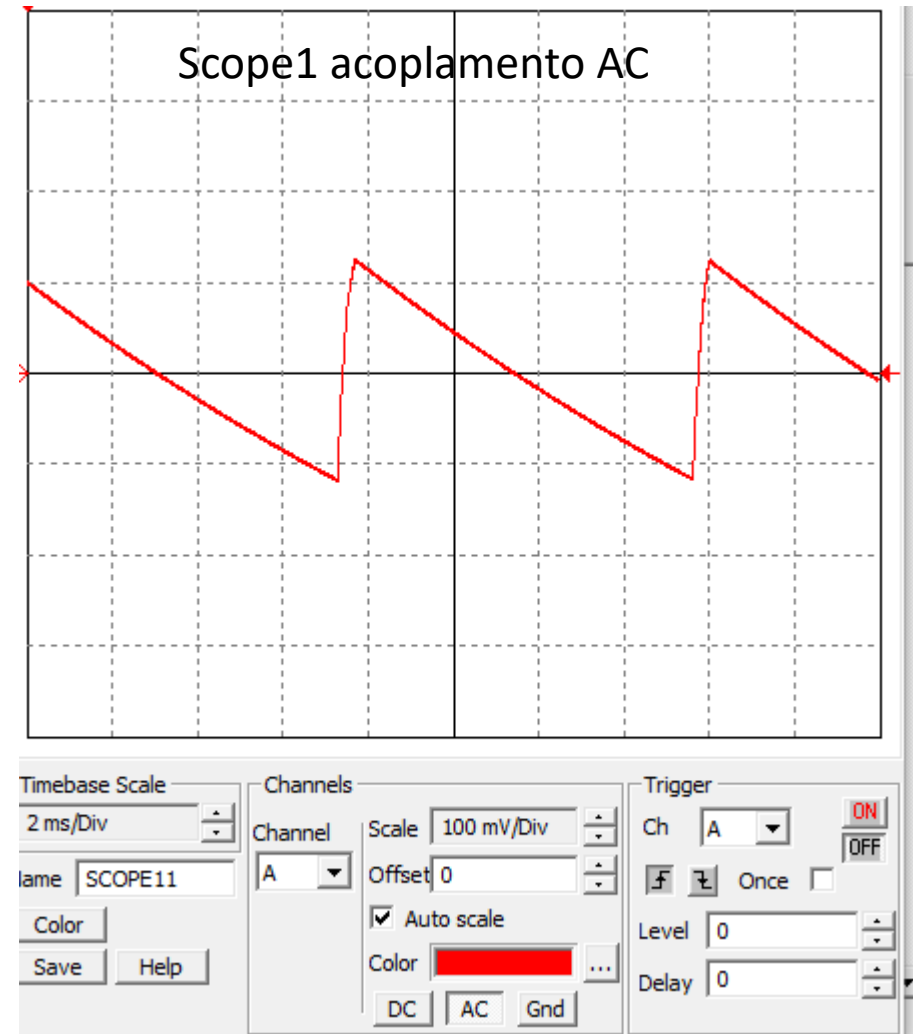 Scope1 acoplamento AC
Timebase Scale
2 ms/Div
ame SCOPE11
Color
Save Help
Channels
Channel
A
Scale 100 mV/Div
Offset 0
Auto scale
Color ...
DC AC Gnd
Trigger
Ch A
ON
OFF
Once
Level 0
Delay 0